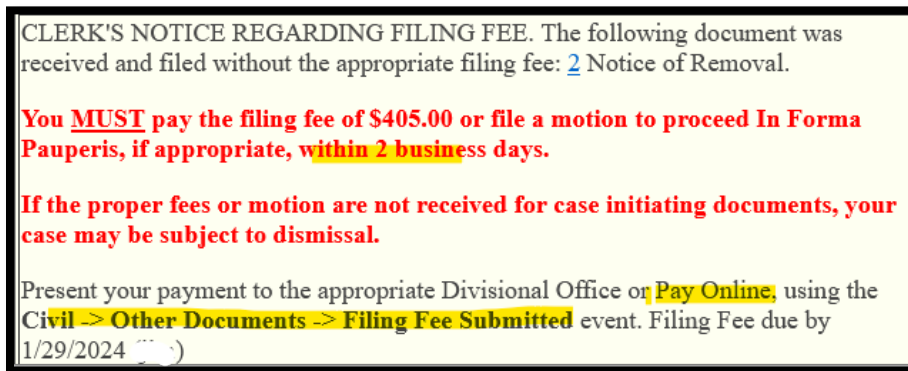 CLERK'S NOTICE REGARDING FILING FEE. The following document was
received and filed without the appropriate filing fee: 2 Notice of Removal.
You MUST pay the filing fee of $405.00 or file a motion to proceed In Forma
Pauperis, if appropriate, within 2 business days.
If the proper fees or motion are not received for case initiating documents, your
case may be subject to dismissal.
Present your payment to the appropriate Divisional Office or Pay Online, using the
Civil -> Other Documents -> Filing Fee Submitted event. Filing Fee due by
1/29/2024